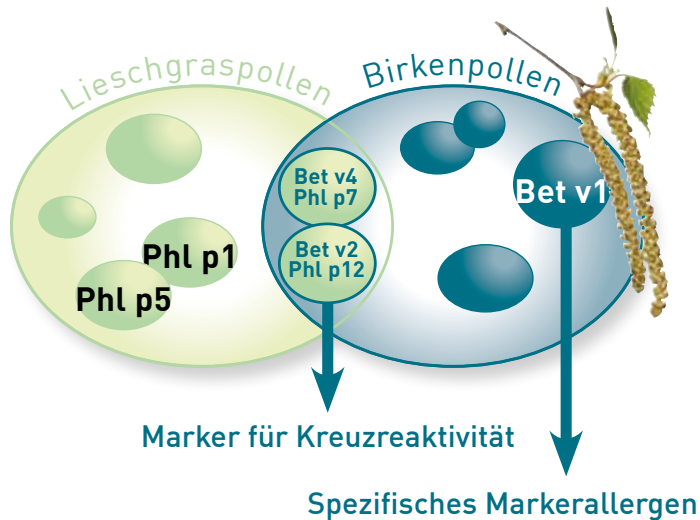 Lieschgraspollen
Birkenpollen
Bet v4
Phl p7
Bet v1
Bet v2
Phl p12
Phl p1
Phl p5
Marker für Kreuzreaktivität
Spezifisches Markerallergen